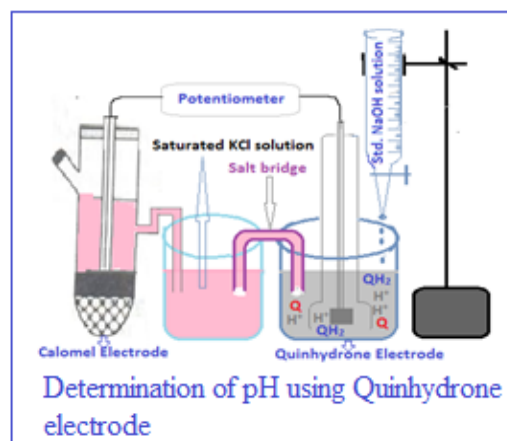 Potentiometer
Std. NaOH solution
Saturated KCl solution
Salt bridge
QH₂
Q
H⁺
H⁺
QH₂
H⁺
H⁺
Q
Calomel Electrode
Quinhydrone Electrode
Determination of pH using Quinhydrone
electrode